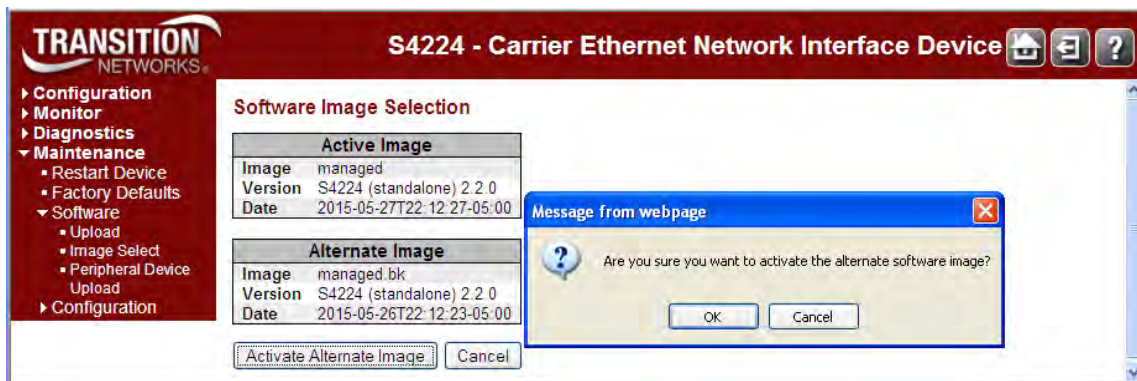 TRANSITION
NETWORKS®
S4224 - Carrier Ethernet Network Interface Device
?
Configuration
Monitor
Diagnostics
Maintenance
Restart Device
Factory Defaults
Software
Upload
Image Select
Peripheral Device
Upload
Configuration
Software Image Selection
Active Image
Image managed
Version S4224 (standalone) 2.2.0
Date 2015-05-27T22:12:27-05:00
Alternate Image
Image managed.bk
Version S4224 (standalone) 2.2.0
Date 2015-05-26T22:12:23-05:00
Activate Alternate Image Cancel
Message from webpage
Are you sure you want to activate the alternate software image?
OK Cancel